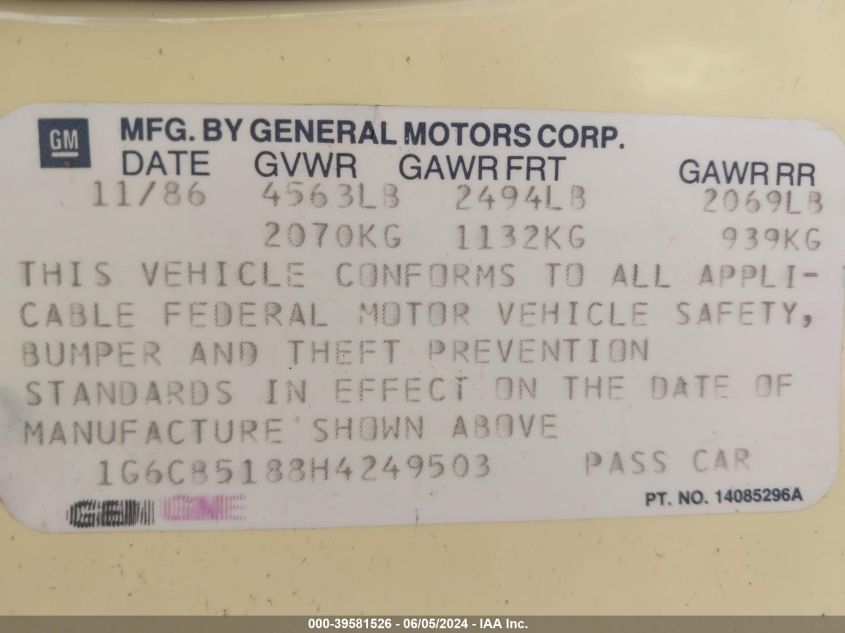 GM MFG. BY GENERAL MOTORS CORP.
DATE GVWR GAWR FRT GAWR RR
11/86 4563LB 2494LB 2069LB
2070KG 1132KG 939KG
THIS VEHICLE CONFORMS TO ALL APPLI-
CABLE FEDERAL MOTOR VEHICLE SAFETY,
BUMPER AND THEFT PREVENTION
STANDARDS IN EFFECT ON THE DATE OF
MANUFACTURE SHOWN ABOVE
1G6CB5188H4249503 PASS CAR
GM GM
PT. NO. 14085296A
000-39581526 - 06/05/2024 - IAA Inc.